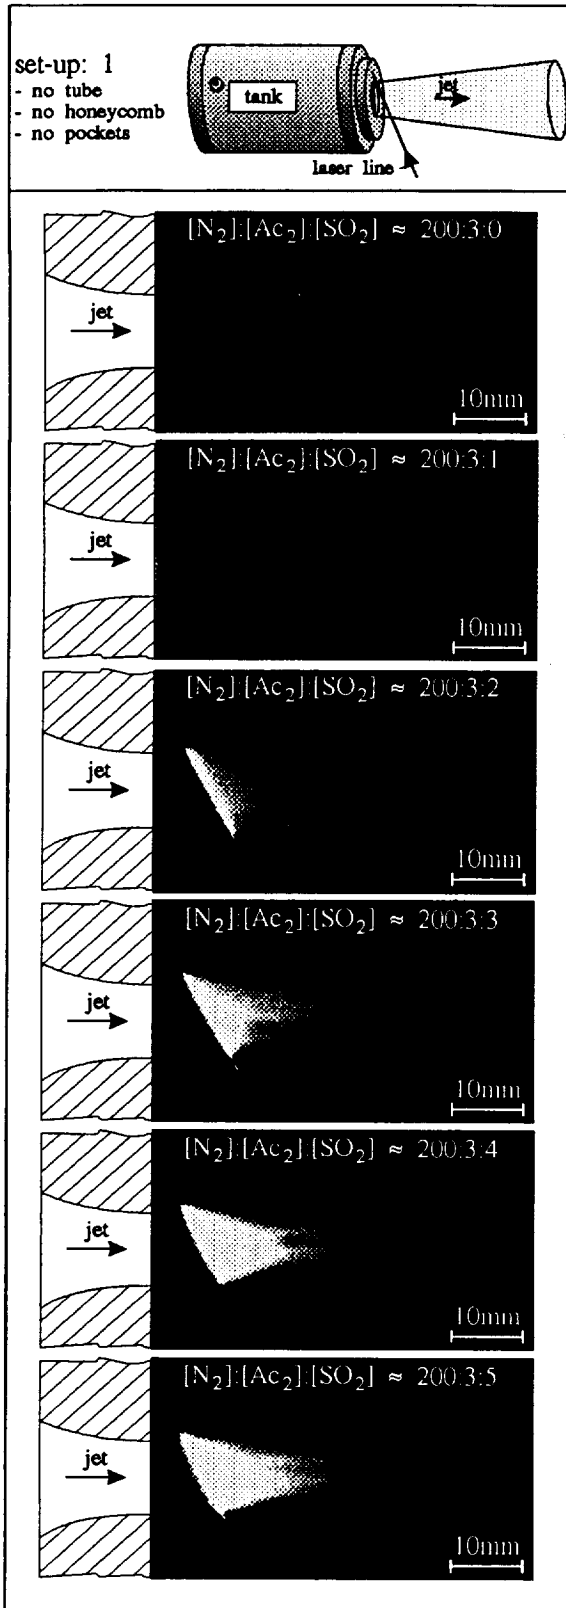 set-up: 1
- no tube
- no honeycomb
- no pockets
tank
jet
laser line
[N₂]:[Ac₂]:[SO₂] ≈ 200:3:0
jet
10mm
[N₂]:[Ac₂]:[SO₂] ≈ 200:3:1
jet
10mm
[N₂]:[Ac₂]:[SO₂] ≈ 200:3:2
jet
10mm
[N₂]:[Ac₂]:[SO₂] ≈ 200:3:3
jet
10mm
[N₂]:[Ac₂]:[SO₂] ≈ 200:3:4
jet
10mm
[N₂]:[Ac₂]:[SO₂] ≈ 200:3:5
jet
10mm